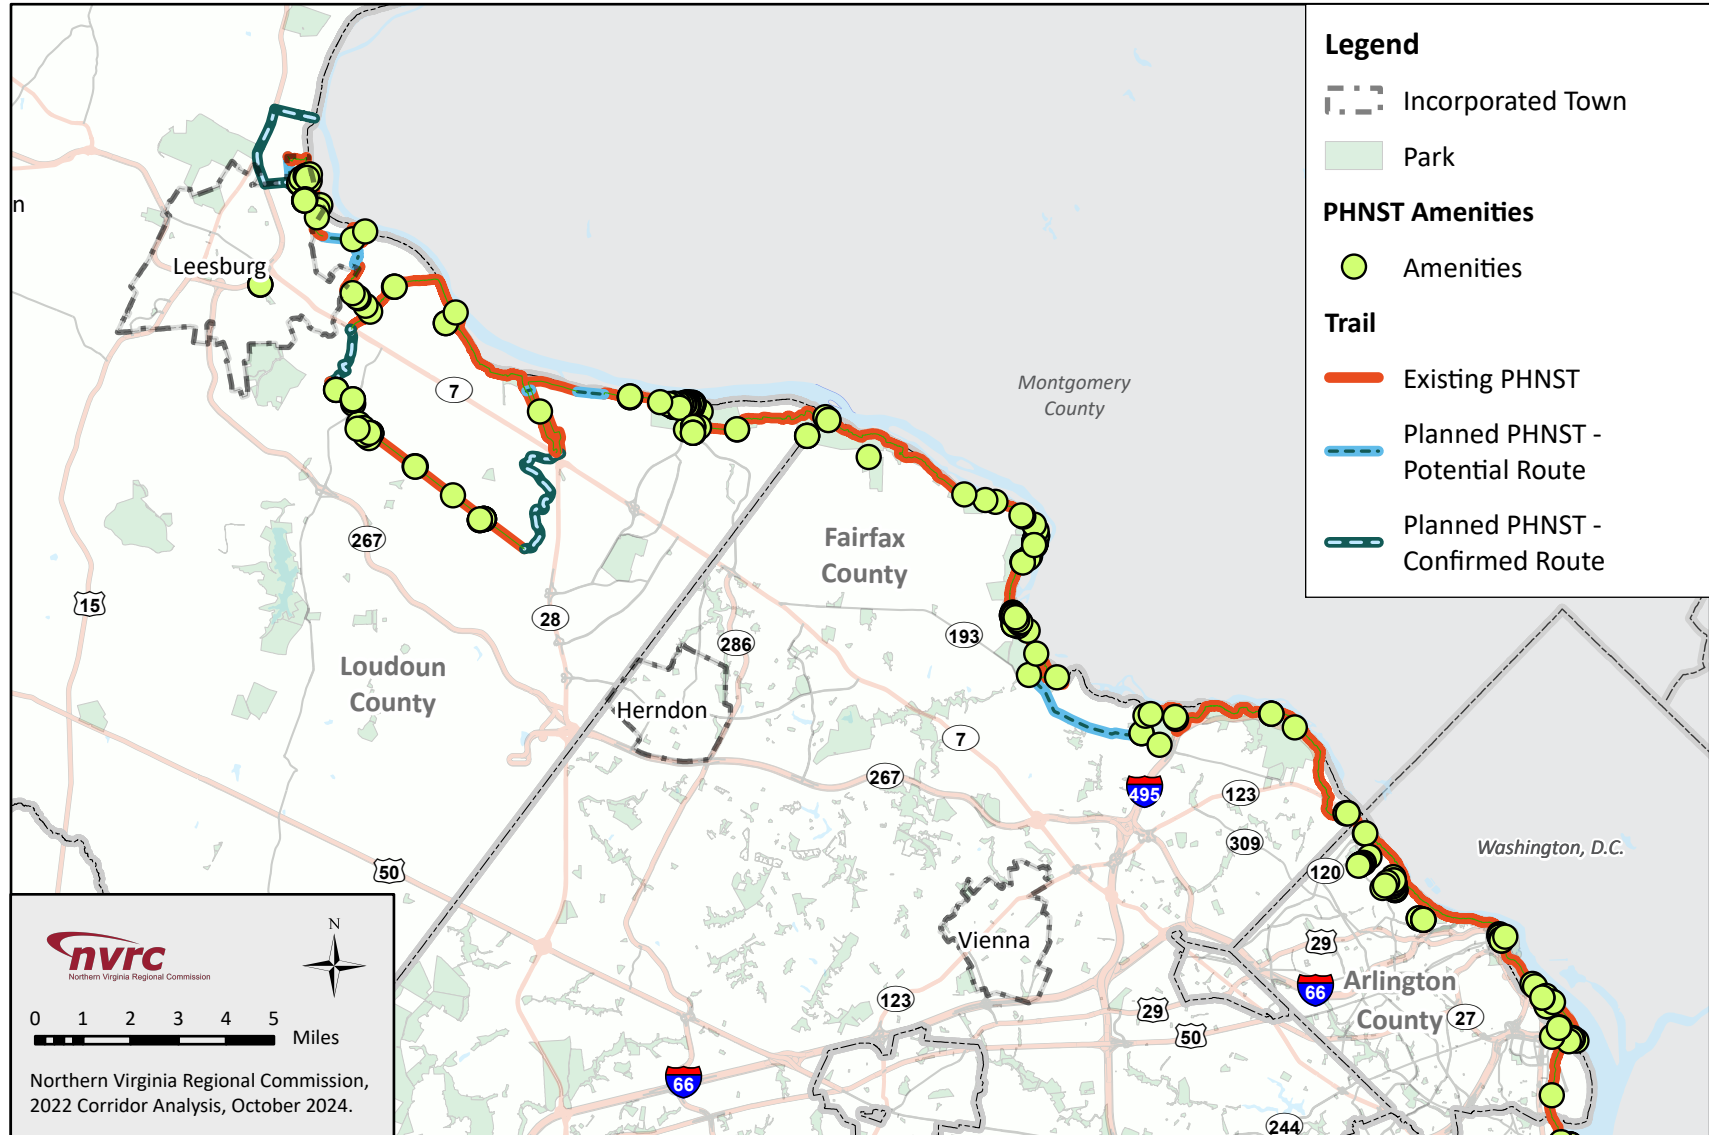 Legend
Incorporated Town
Park
PHNST Amenities
Amenities
Trail
Existing PHNST
Planned PHNST -
Potential Route
Planned PHNST -
Confirmed Route
n
Leesburg
7
Montgomery
County
267
Fairfax
County
15
28
193
286
Loudoun
County
Herndon
7
267
495
123
309
Washington, D.C.
50
120
Vienna
29
Arlington
County
66
123
27
29
50
66
244
nvrc
Northern Virginia Regional Commission
N
0 1 2 3 4 5
Miles
Northern Virginia Regional Commission,
2022 Corridor Analysis, October 2024.